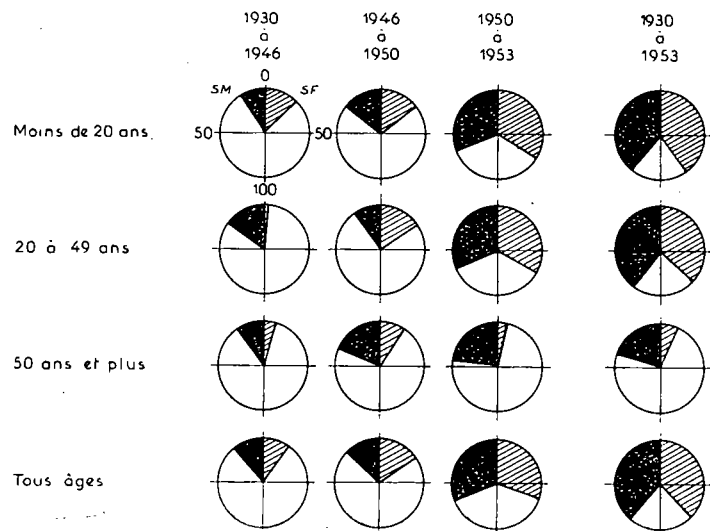 1930 1946 1950 1930
à à à à
1946 1950 1953 1953
0
SM SF
Moins de 20 ans. 50 50
100
20 à 49 ans
50 ans et plus
Tous âges